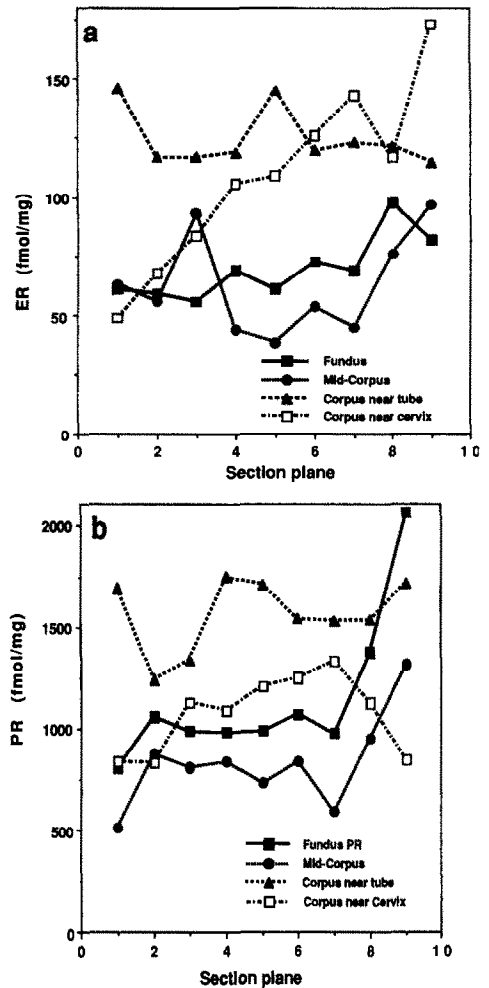 a
150
100
50
0
ER (fmol/mg)
Fundus
Mid-Corpus
Corpus near tube
Corpus near cervix
0 2 4 6 8 10
Section plane
b
2000
1500
1000
500
0
PR (fmol/mg)
Fundus PR
Mid-Corpus
Corpus near tube
Corpus near Cervix
0 2 4 6 8 10
Section plane